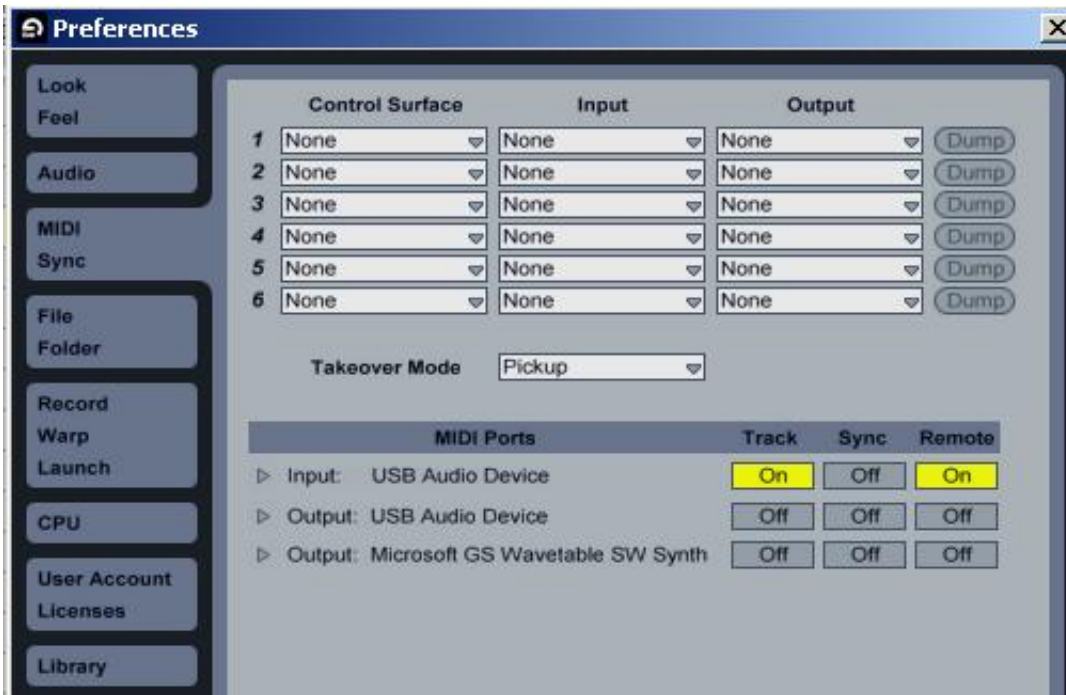 Preferences
Look
Feel
Audio
MIDI
Sync
File
Folder
Record
Warp
Launch
CPU
User Account
Licenses
Library
Control Surface Input Output
1 None None None Dump
2 None None None Dump
3 None None None Dump
4 None None None Dump
5 None None None Dump
6 None None None Dump
Takeover Mode Pickup
MIDI Ports Track Sync Remote
Input: USB Audio Device On Off On
Output: USB Audio Device Off Off Off
Output: Microsoft GS Wavetable SW Synth Off Off Off